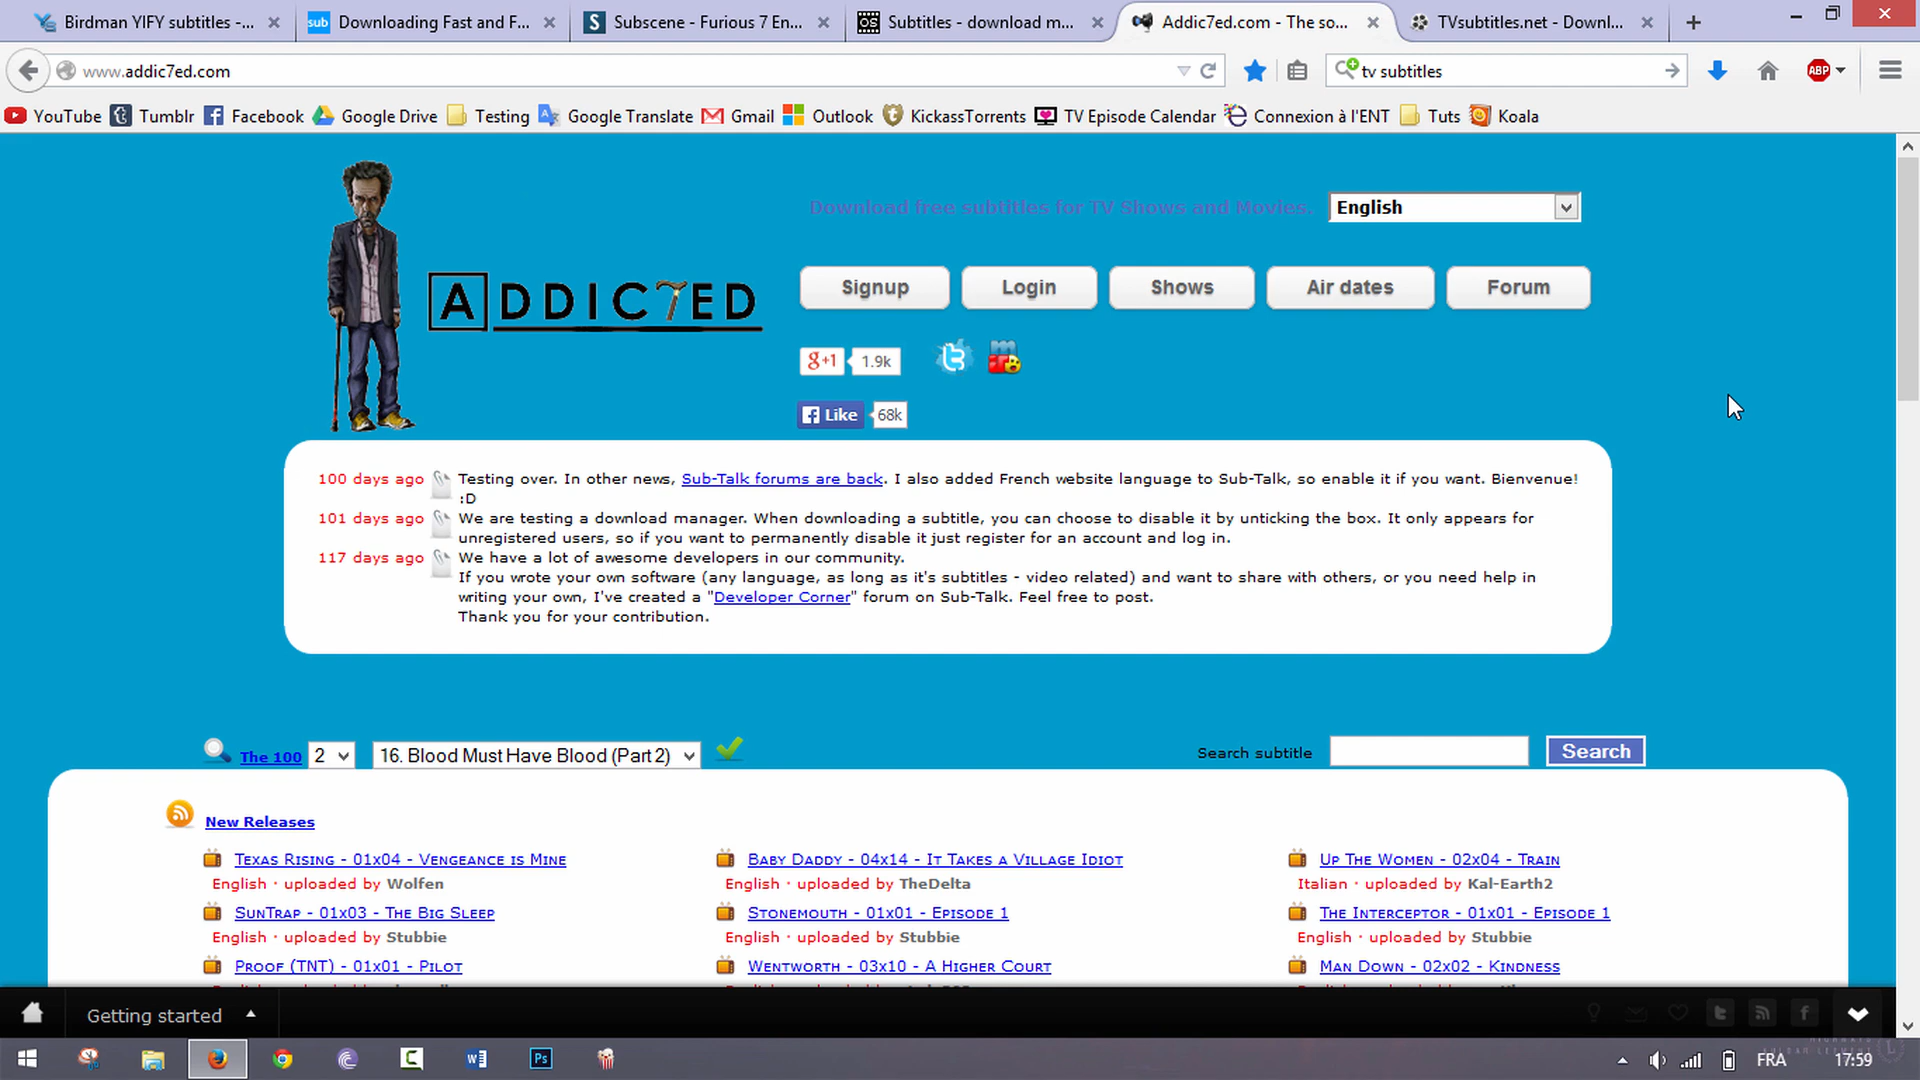 Birdman YIFY subtitles -...
Downloading Fast and F...
Subscene - Furious 7 En...
Subtitles - download m...
Addic7ed.com - The so...
TVsubtitles.net - Downl...
www.addic7ed.com
tv subtitles
ABP
YouTube Tumblr Facebook Google Drive Testing Google Translate Gmail Outlook KickassTorrents TV Episode Calendar Connexion à l'ENT Tuts Koala
Download free subtitles for TV Shows and Movies.
English
ADDIC7ED
Signup Login Shows Air dates Forum
g+1 1.9k
Like 68k
100 days ago Testing over. In other news, Sub-Talk forums are back. I also added French website language to Sub-Talk, so enable it if you want. Bienvenue!
:D
101 days ago We are testing a download manager. When downloading a subtitle, you can choose to disable it by unticking the box. It only appears for
unregistered users, so if you want to permanently disable it just register for an account and log in.
117 days ago We have a lot of awesome developers in our community.
If you wrote your own software (any language, as long as it's subtitles - video related) and want to share with others, or you need help in
writing your own, I've created a "Developer Corner" forum on Sub-Talk. Feel free to post.
Thank you for your contribution.
The 100 2 16. Blood Must Have Blood (Part 2) Search subtitle Search
New Releases
Texas Rising - 01x04 - Vengeance is Mine
English · uploaded by Wolfen
Baby Daddy - 04x14 - It Takes a Village Idiot
English · uploaded by TheDelta
Up The Women - 02x04 - Train
Italian · uploaded by Kal-Earth2
SunTrap - 01x03 - The Big Sleep
English · uploaded by Stubbie
Stonemouth - 01x01 - Episode 1
English · uploaded by Stubbie
The Interceptor - 01x01 - Episode 1
English · uploaded by Stubbie
Proof (TNT) - 01x01 - Pilot
Wentworth - 03x10 - A Higher Court
Man Down - 02x02 - Kindness
Getting started
FRA 17:59